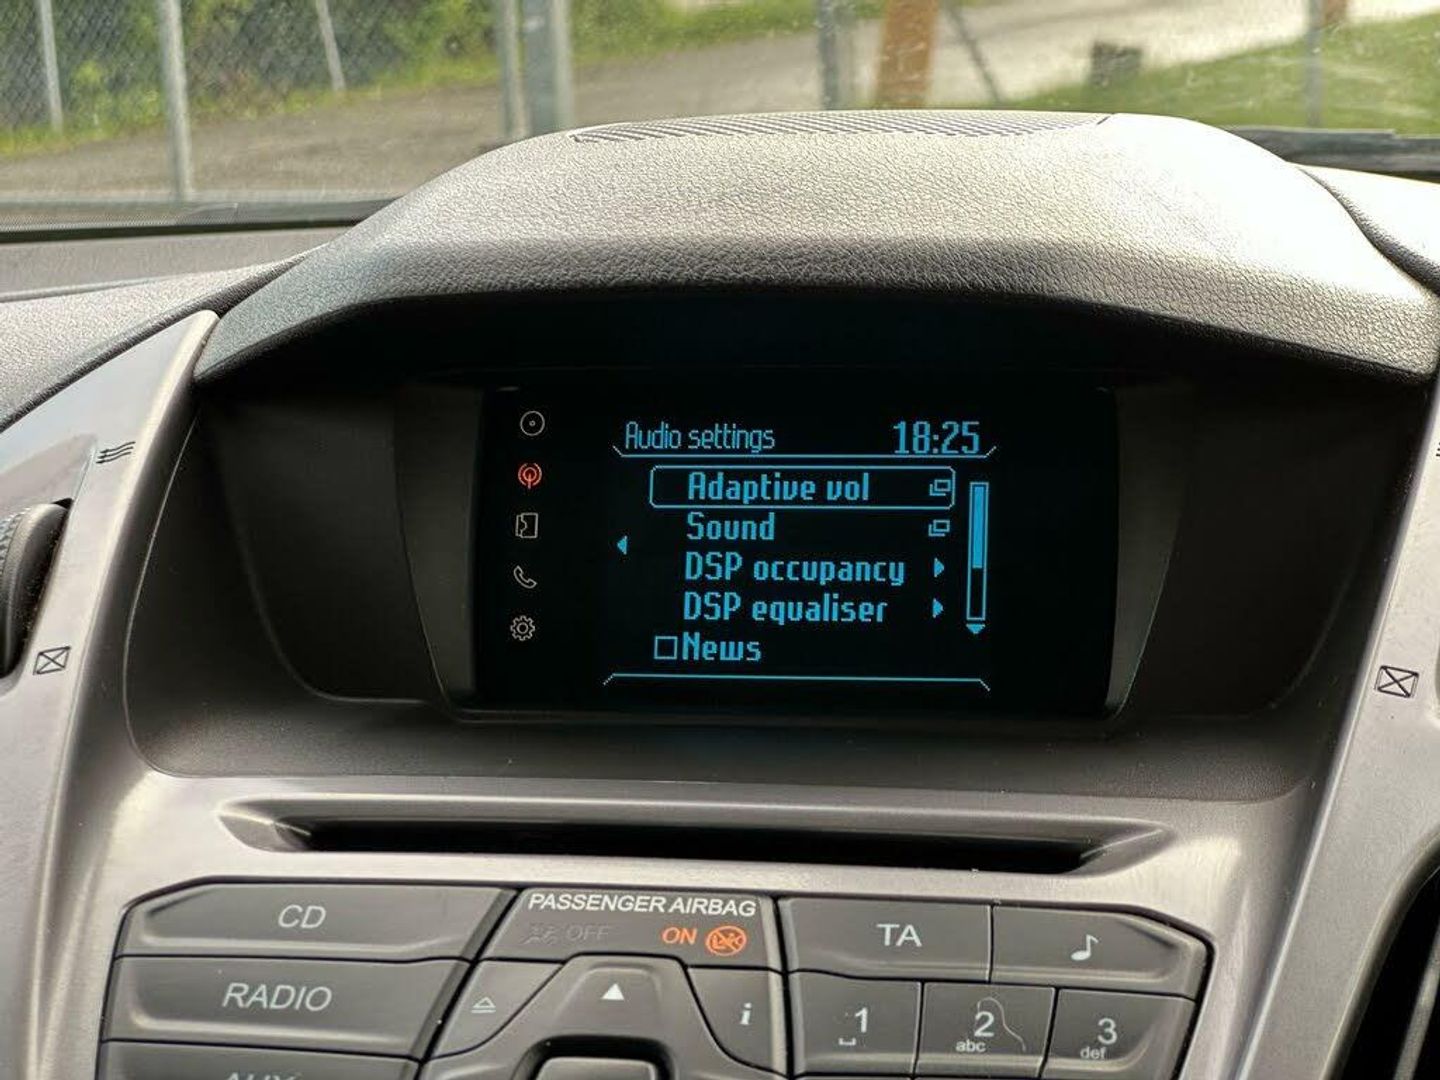 Audio settings 18:25
Adaptive vol
Sound
DSP occupancy
DSP equaliser
News
CD
PASSENGER AIRBAG
OFF ON
TA
RADIO
i
1
2
abc
3
def
AUX